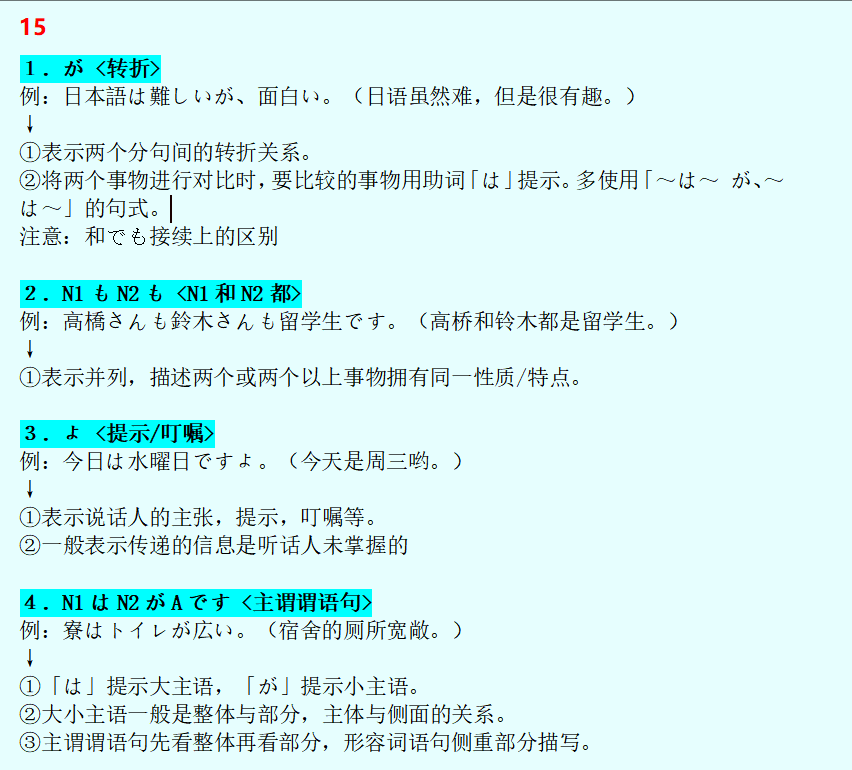 15
１．が <转折>
例：日本語は難しいが、面白い。（日语虽然难，但是很有趣。）
↓
①表示两个分句间的转折关系。
②将两个事物进行对比时，要比较的事物用助词「は」提示。多使用「～は～ が、～
は～」的句式。
注意：和でも接续上的区别
２．N1 も N2 も <N1 和 N2 都>
例：高橋さんも鈴木さんも留学生です。（高桥和铃木都是留学生。）
↓
①表示并列，描述两个或两个以上事物拥有同一性质/特点。
３．よ <提示/叮嘱>
例：今日は水曜日ですよ。（今天是周三哟。）
↓
①表示说话人的主张，提示，叮嘱等。
②一般表示传递的信息是听话人未掌握的
４．N1 は N2 が A です <主谓谓语句>
例：寮はトイレが広い。（宿舍的厕所宽敞。）
↓
①「は」提示大主语，「が」提示小主语。
②大小主语一般是整体与部分，主体与侧面的关系。
③主谓谓语句先看整体再看部分，形容词语句侧重部分描写。